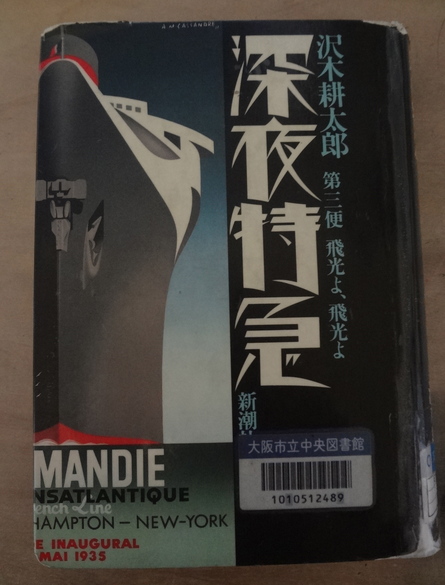 A.M.CASSANDRE
沢木耕太郎
深夜特急
第三便 飛光よ、飛光よ
新潮社
大阪市立中央図書館
1010512489
MANDIE
NSATLANTIQUE
ench Line
HAMPTON – NEW-YORK
E INAUGURAL
MAI 1935